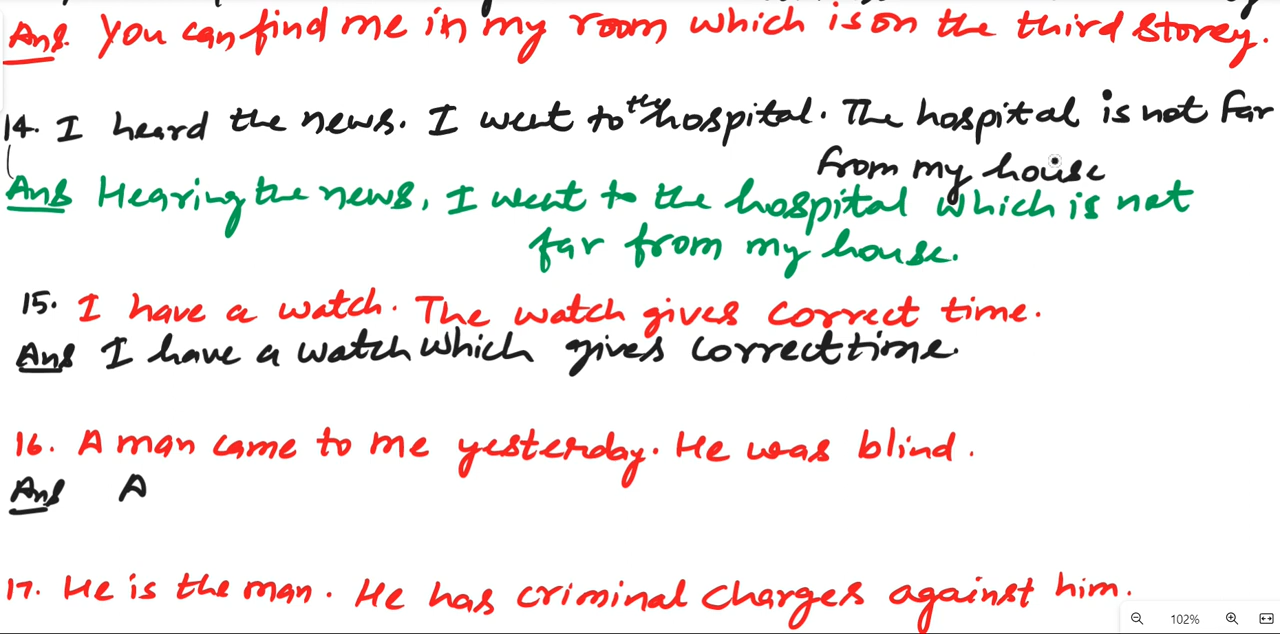 Ans. You can find me in my room which is on the third storey.
14. I heard the news. I went to the hospital. The hospital is not far
from my house
Ans Hearing the news, I went to the hospital which is not
far from my house.
15. I have a watch. The watch gives correct time.
Ans I have a watch which gives correct time.
16. A man came to me yesterday. He was blind.
Ans A
17. He is the man. He has criminal charges against him.
102%